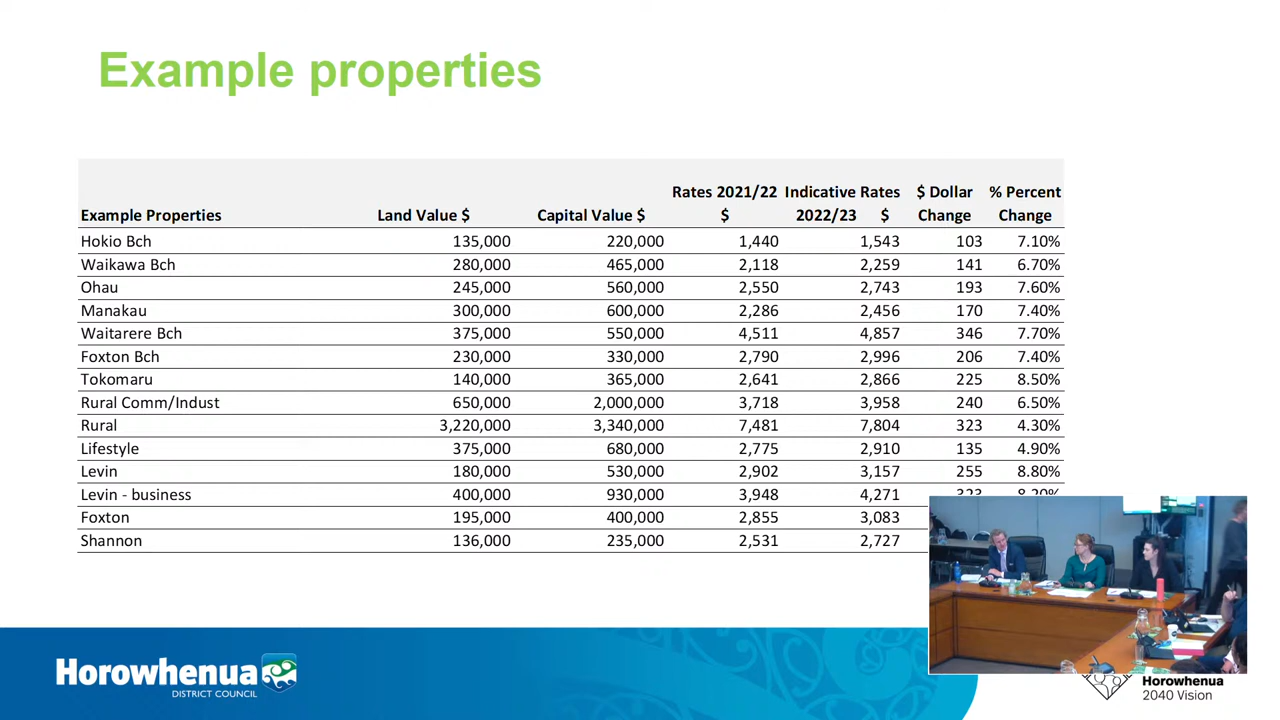 Example properties
Rates 2021/22 Indicative Rates $ Dollar % Percent
Example Properties Land Value $ Capital Value $ $ 2022/23 $ Change Change
Hokio Bch 135,000 220,000 1,440 1,543 103 7.10%
Waikawa Bch 280,000 465,000 2,118 2,259 141 6.70%
Ohau 245,000 560,000 2,550 2,743 193 7.60%
Manakau 300,000 600,000 2,286 2,456 170 7.40%
Waitarere Bch 375,000 550,000 4,511 4,857 346 7.70%
Foxton Bch 230,000 330,000 2,790 2,996 206 7.40%
Tokomaru 140,000 365,000 2,641 2,866 225 8.50%
Rural Comm/Indust 650,000 2,000,000 3,718 3,958 240 6.50%
Rural 3,220,000 3,340,000 7,481 7,804 323 4.30%
Lifestyle 375,000 680,000 2,775 2,910 135 4.90%
Levin 180,000 530,000 2,902 3,157 255 8.80%
Levin - business 400,000 930,000 3,948 4,271 323 8.20%
Foxton 195,000 400,000 2,855 3,083
Shannon 136,000 235,000 2,531 2,727
Horowhenua
DISTRICT COUNCIL
Horowhenua
2040 Vision